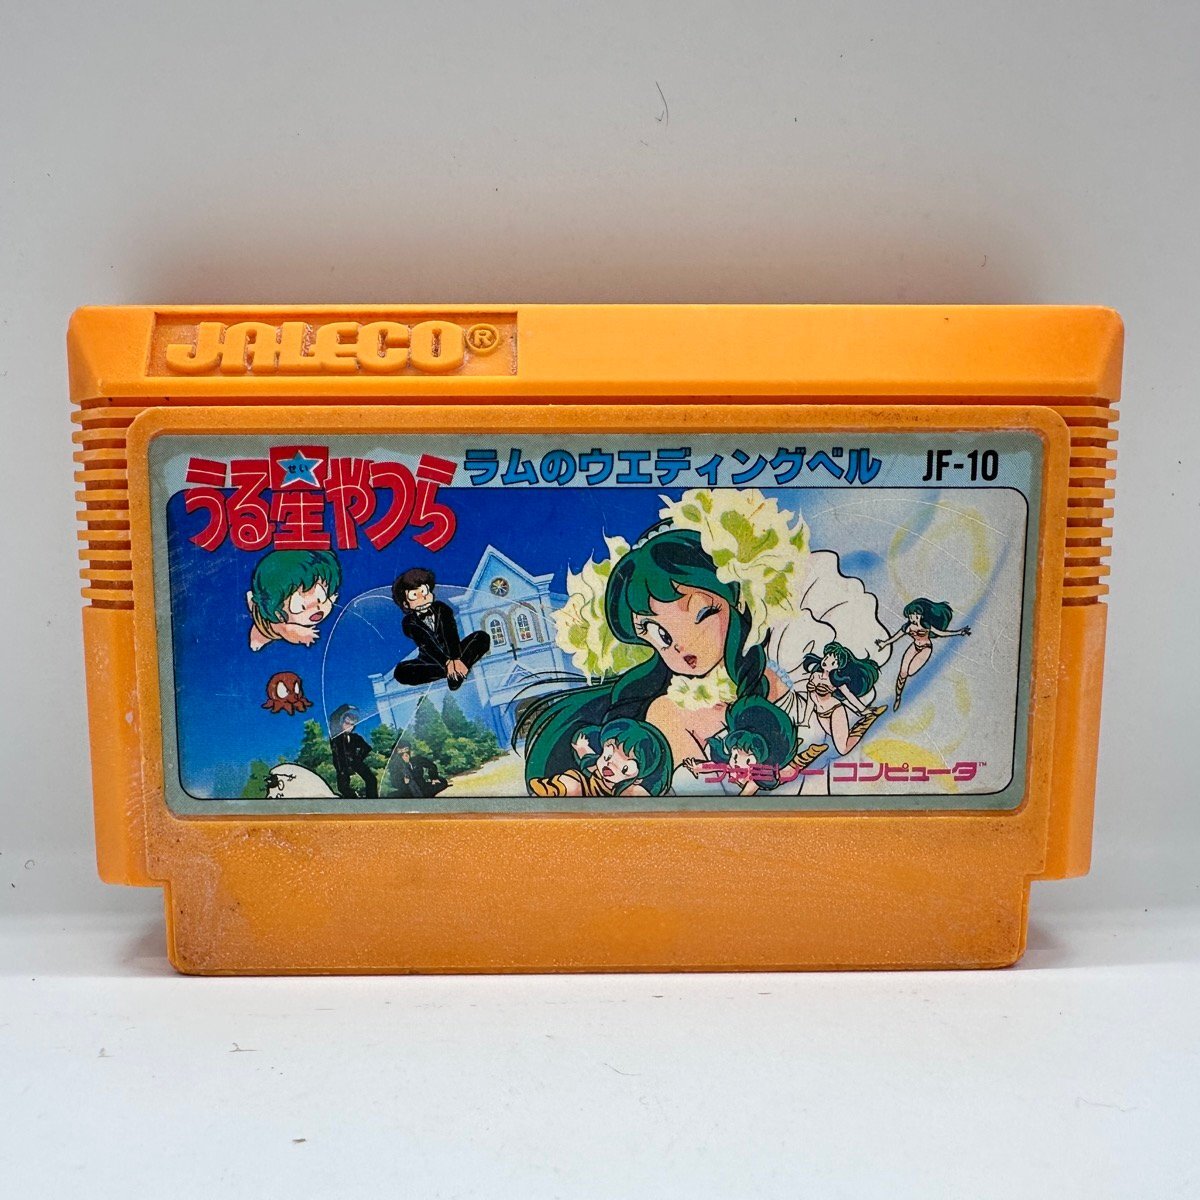 JALECO®
うる星やつら
せい
ラムのウエディングベル JF-10
ファミリー コンピュータ™